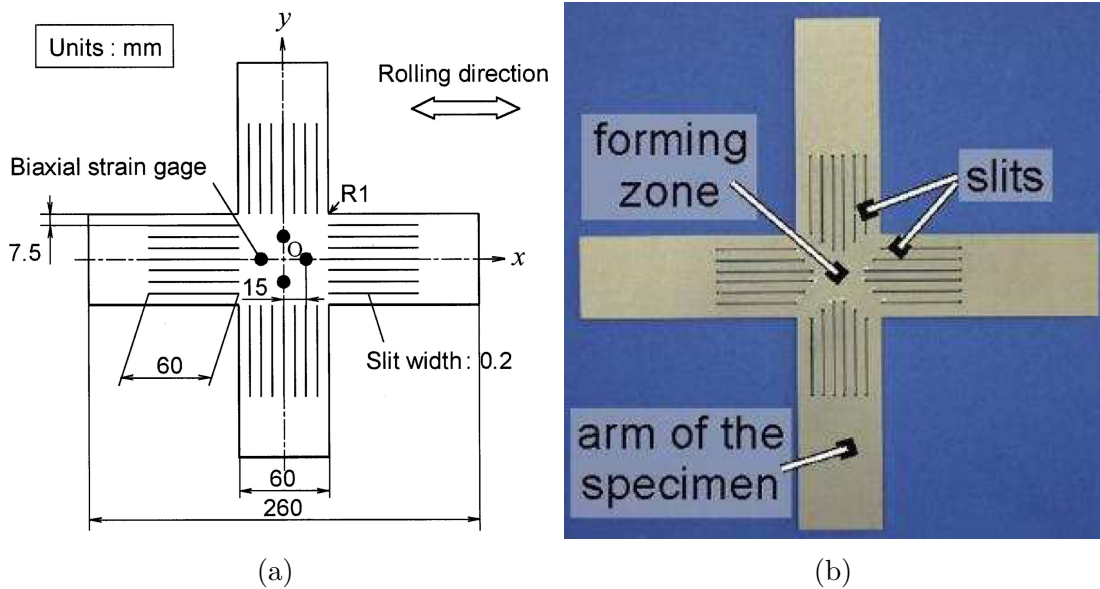 Units : mm
y
Rolling direction
Biaxial strain gage
R1
7.5
O
x
15
60
Slit width : 0.2
60
260
(a)
forming
zone
slits
arm of the
specimen
(b)